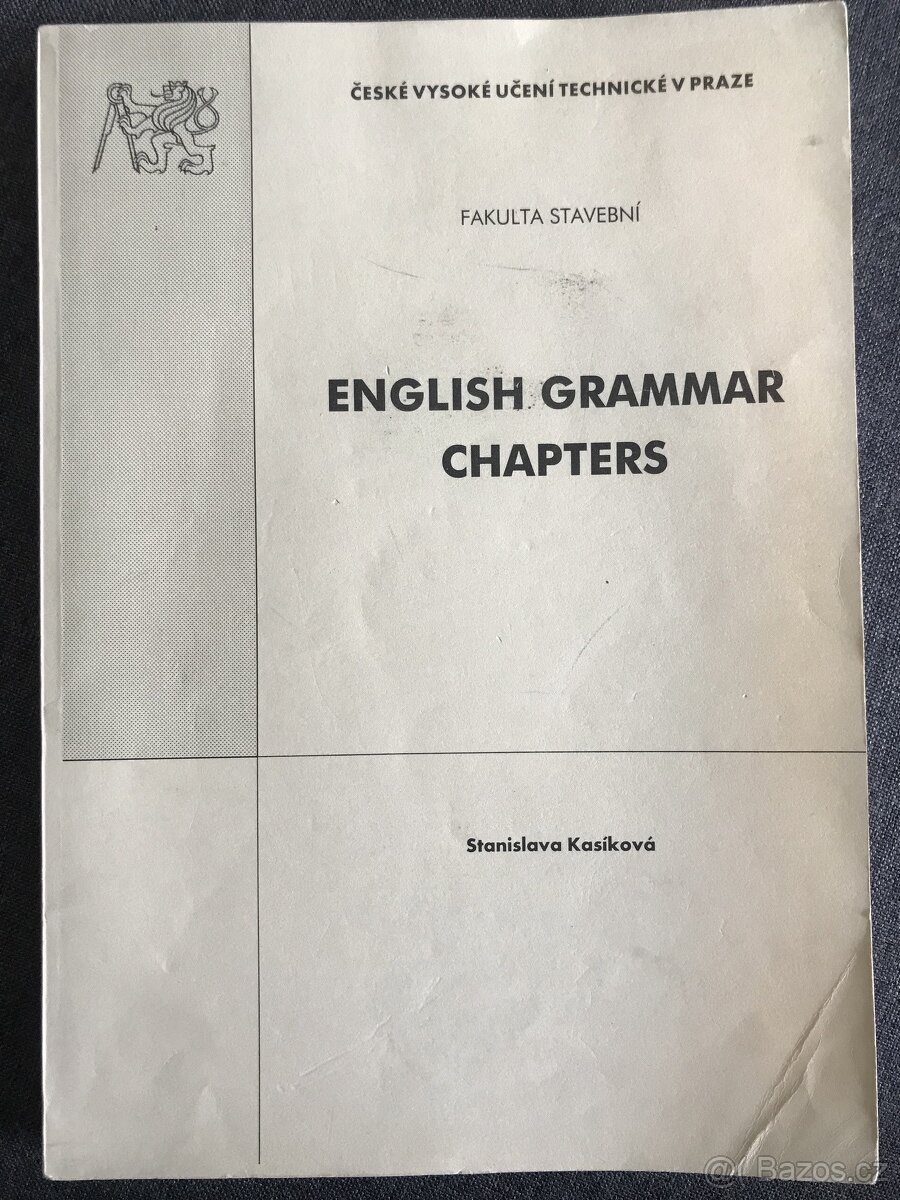 ČESKÉ VYSOKÉ UČENÍ TECHNICKÉ V PRAZE
FAKULTA STAVEBNÍ
ENGLISH GRAMMAR
CHAPTERS
Stanislava Kasíková
@ Bazos.cz